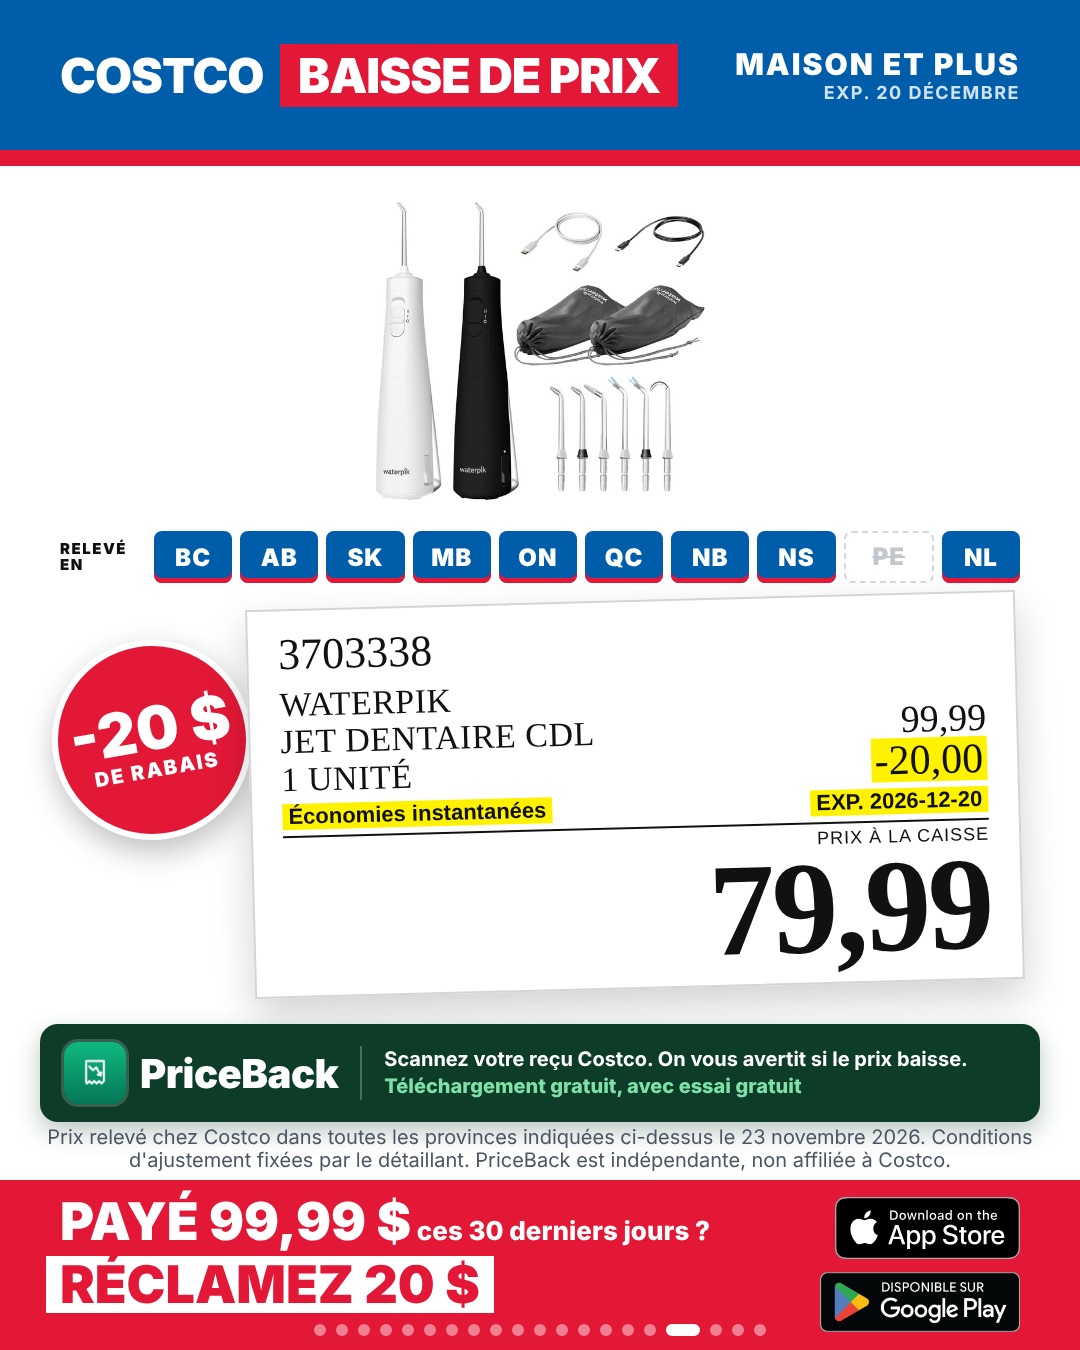 COSTCO BAISSE DE PRIX
MAISON ET PLUS
EXP. 20 DÉCEMBRE
waterpik
waterpik
RELEVÉ EN
BC AB SK MB ON QC NB NS PE NL
-20 $
DE RABAIS
3703338
WATERPIK
JET DENTAIRE CDL
1 UNITÉ
Économies instantanées
99,99
-20,00
EXP. 2026-12-20
PRIX À LA CAISSE
79,99
PriceBack
Scannez votre reçu Costco. On vous avertit si le prix baisse.
Téléchargement gratuit, avec essai gratuit
Prix relevé chez Costco dans toutes les provinces indiquées ci-dessus le 23 novembre 2026. Conditions
d'ajustement fixées par le détaillant. PriceBack est indépendante, non affiliée à Costco.
PAYÉ 99,99 $ ces 30 derniers jours ?
RÉCLAMEZ 20 $
Download on the
App Store
DISPONIBLE SUR
Google Play